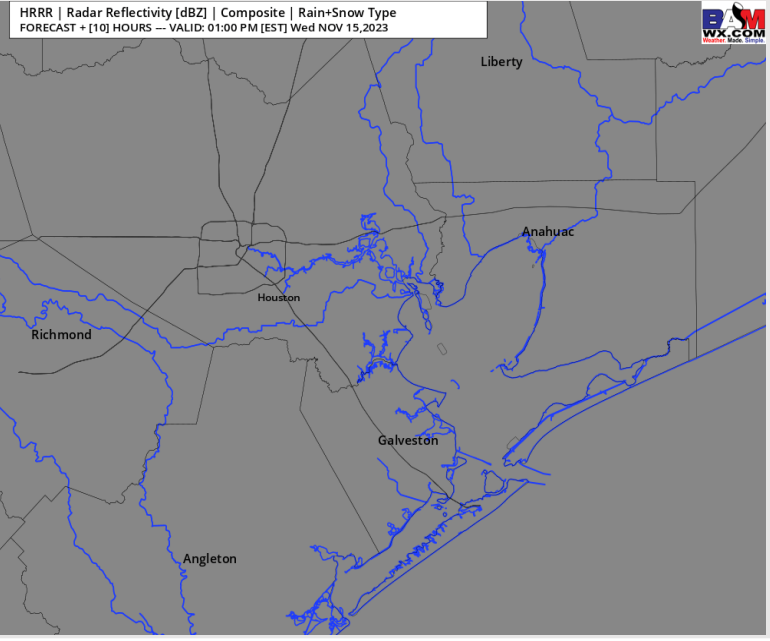 HRRR | Radar Reflectivity [dBZ] | Composite | Rain+Snow Type
FORECAST + [10] HOURS --- VALID: 01:00 PM [EST] Wed NOV 15,2023
BAM
WX.COM
Weather. Made. Simple.
Liberty
Anahuac
Houston
Richmond
Galveston
Angleton